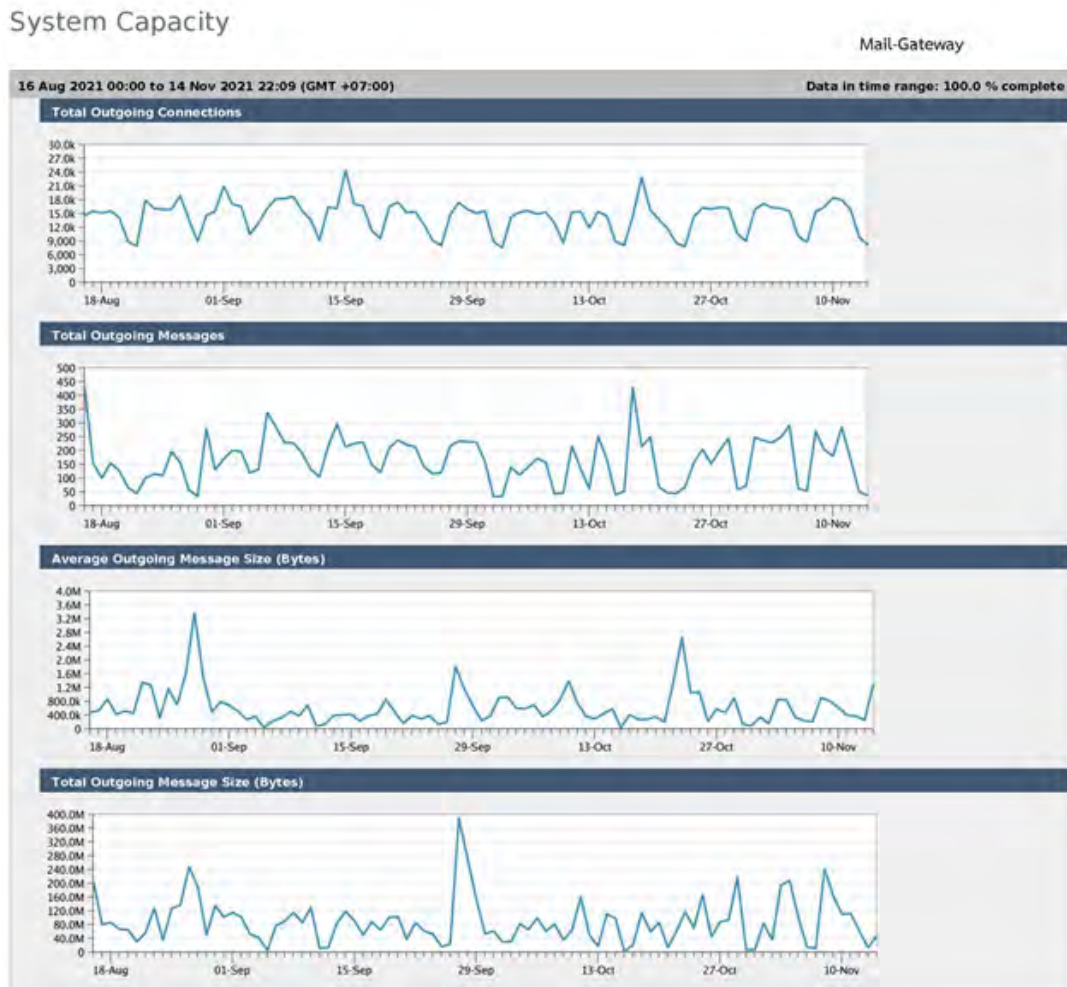 System Capacity
Mail-Gateway
16 Aug 2021 00:00 to 14 Nov 2021 22:09 (GMT +07:00)
Data in time range: 100.0 % complete
Total Outgoing Connections
30.0k
27.0k
24.0k
21.0k
18.0k
15.0k
12.0k
9,000
6,000
3,000
0
18-Aug 01-Sep 15-Sep 29-Sep 13-Oct 27-Oct 10-Nov
Total Outgoing Messages
500
450
400
350
300
250
200
150
100
50
0
18-Aug 01-Sep 15-Sep 29-Sep 13-Oct 27-Oct 10-Nov
Average Outgoing Message Size (Bytes)
4.0M
3.6M
3.2M
2.8M
2.4M
2.0M
1.6M
1.2M
800.0k
400.0k
0
18-Aug 01-Sep 15-Sep 29-Sep 13-Oct 27-Oct 10-Nov
Total Outgoing Message Size (Bytes)
400.0M
360.0M
320.0M
280.0M
240.0M
200.0M
160.0M
120.0M
80.0M
40.0M
0
18-Aug 01-Sep 15-Sep 29-Sep 13-Oct 27-Oct 10-Nov